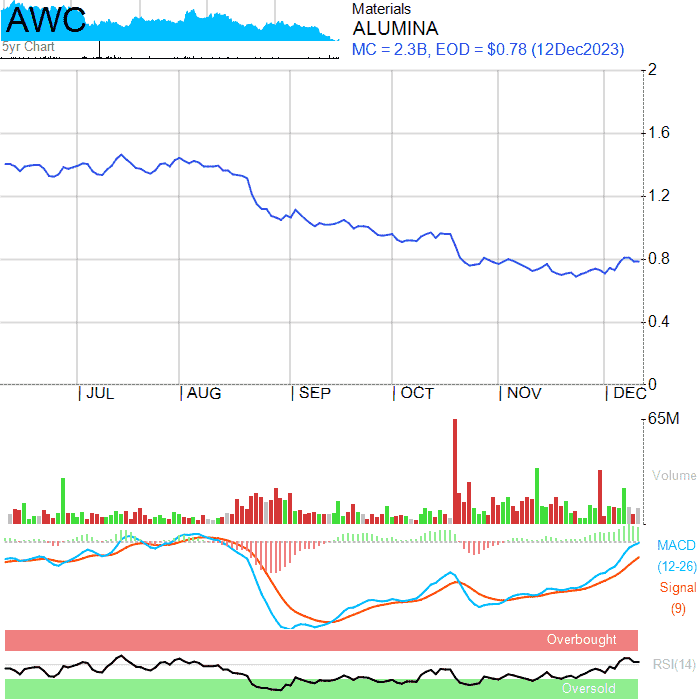 AWC
5yr Chart
Materials
ALUMINA
MC = 2.3B, EOD = $0.78 (12Dec2023)
2
1.6
1.2
0.8
0.4
0
JUL AUG SEP OCT NOV DEC
65M
Volume
MACD
(12-26)
Signal
(9)
Overbought
RSI(14)
Oversold